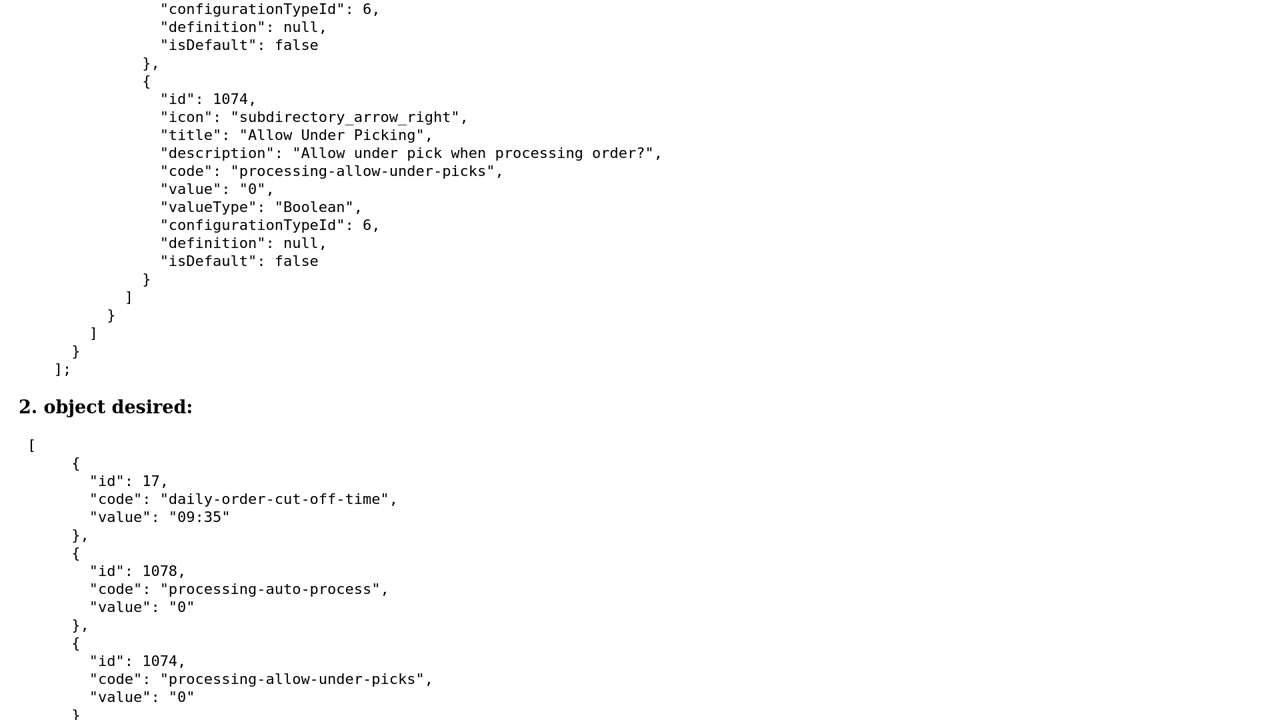 "configurationTypeId": 6,
"definition": null,
"isDefault": false
},
{
"id": 1074,
"icon": "subdirectory_arrow_right",
"title": "Allow Under Picking",
"description": "Allow under pick when processing order?",
"code": "processing-allow-under-picks",
"value": "0",
"valueType": "Boolean",
"configurationTypeId": 6,
"definition": null,
"isDefault": false
}
]
}
]
}
];
2. object desired:
[
{
"id": 17,
"code": "daily-order-cut-off-time",
"value": "09:35"
},
{
"id": 1078,
"code": "processing-auto-process",
"value": "0"
},
{
"id": 1074,
"code": "processing-allow-under-picks",
"value": "0"
}